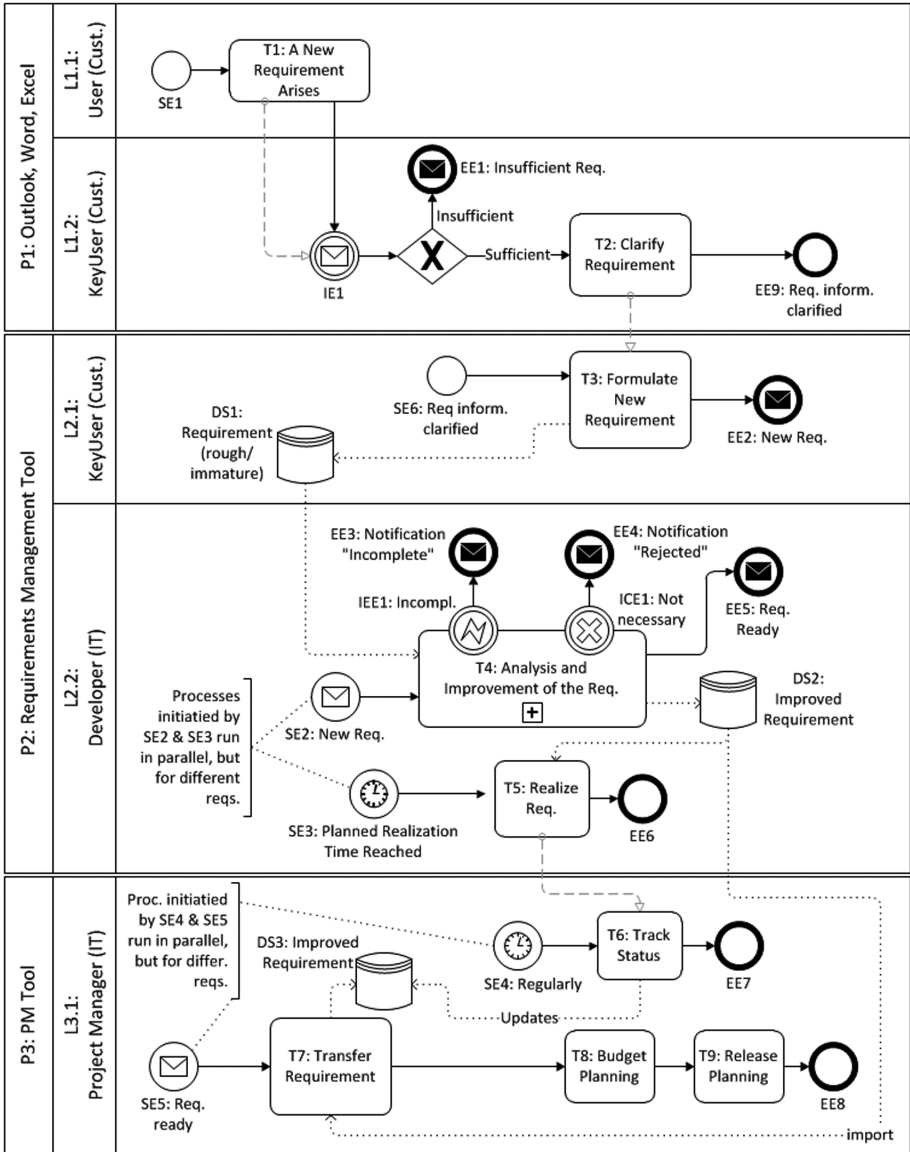 P1: Outlook, Word, Excel
L1.1:
User (Cust.)
SE1
T1: A New
Requirement
Arises
L1.2:
KeyUser (Cust.)
IE1
EE1: Insufficient Req.
Insufficient
X
Sufficient
T2: Clarify
Requirement
EE9: Req. inform.
clarified
P2: Requirements Management Tool
L2.1:
KeyUser (Cust.)
DS1:
Requirement
(rough/
immature)
SE6: Req inform.
clarified
T3: Formulate
New
Requirement
EE2: New Req.
L2.2:
Developer (IT)
EE3: Notification
"Incomplete"
EE4: Notification
"Rejected"
IEE1: Incompl.
ICE1: Not
necessary
EE5: Req.
Ready
T4: Analysis and
Improvement of the Req.
DS2:
Improved
Requirement
Processes
initiatied by
SE2 & SE3 run
in parallel, but
for different
reqs.
SE2: New Req.
SE3: Planned Realization
Time Reached
T5: Realize
Req.
EE6
P3: PM Tool
L3.1:
Project Manager (IT)
Proc. initiatied
by SE4 & SE5
run in parallel,
but for differ.
reqs.
DS3: Improved
Requirement
SE4: Regularly
T6: Track
Status
EE7
Updates
SE5: Req.
ready
T7: Transfer
Requirement
T8: Budget
Planning
T9: Release
Planning
EE8
import